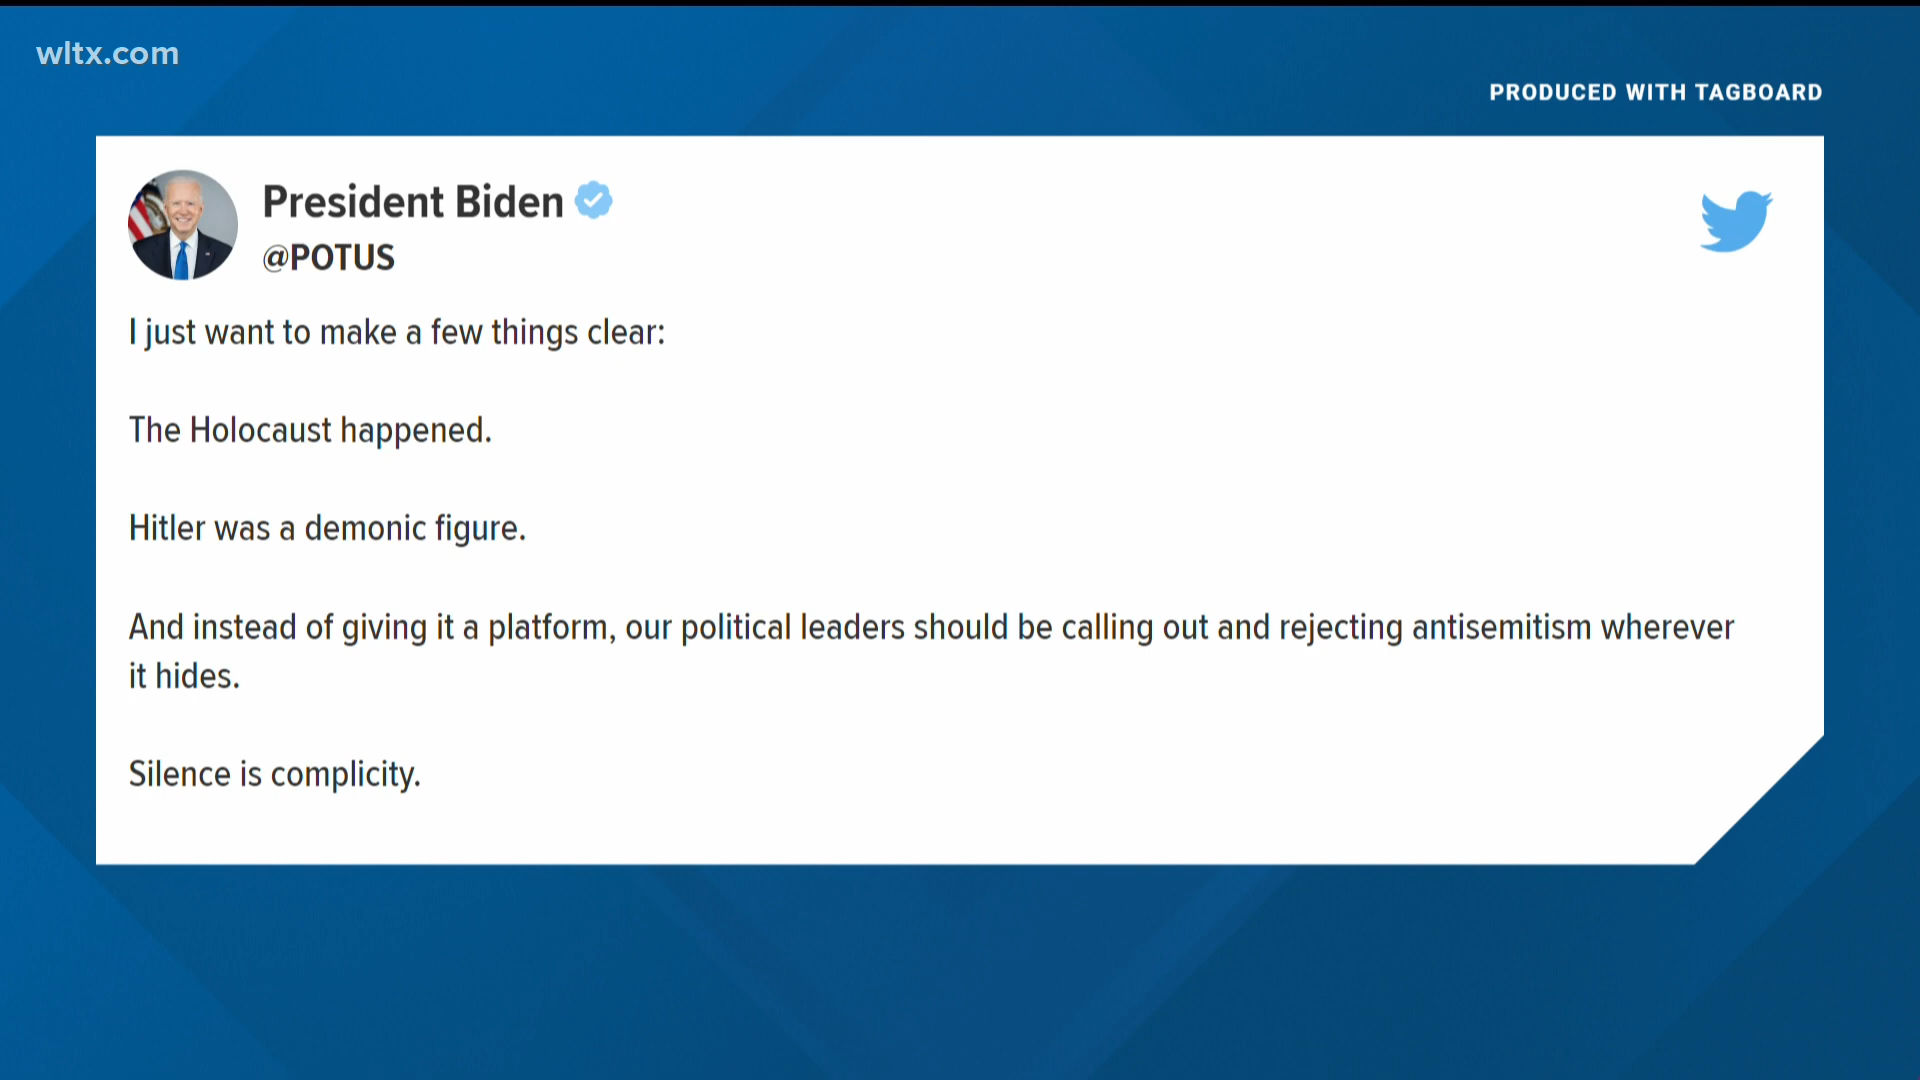 wltx.com
PRODUCED WITH TAGBOARD
President Biden
@POTUS
I just want to make a few things clear:
The Holocaust happened.
Hitler was a demonic figure.
And instead of giving it a platform, our political leaders should be calling out and rejecting antisemitism wherever
it hides.
Silence is complicity.